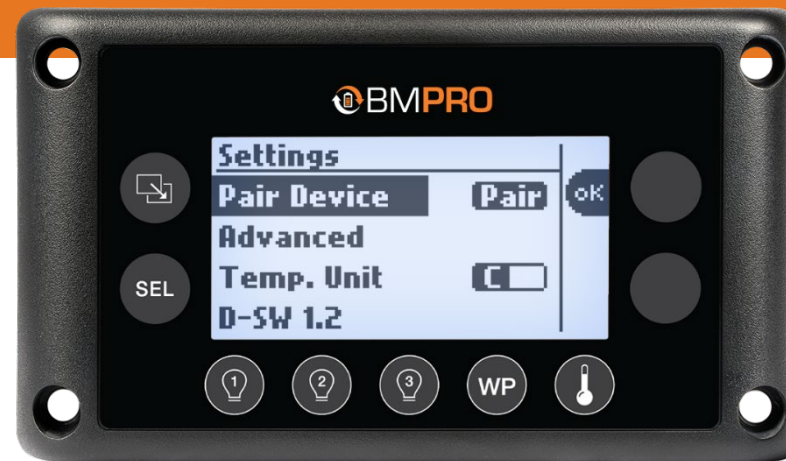 BMPRO
Settings
Pair Device Pair oK
Advanced
SEL
Temp. Unit C
D-SW 1.2
1 2 3 WP